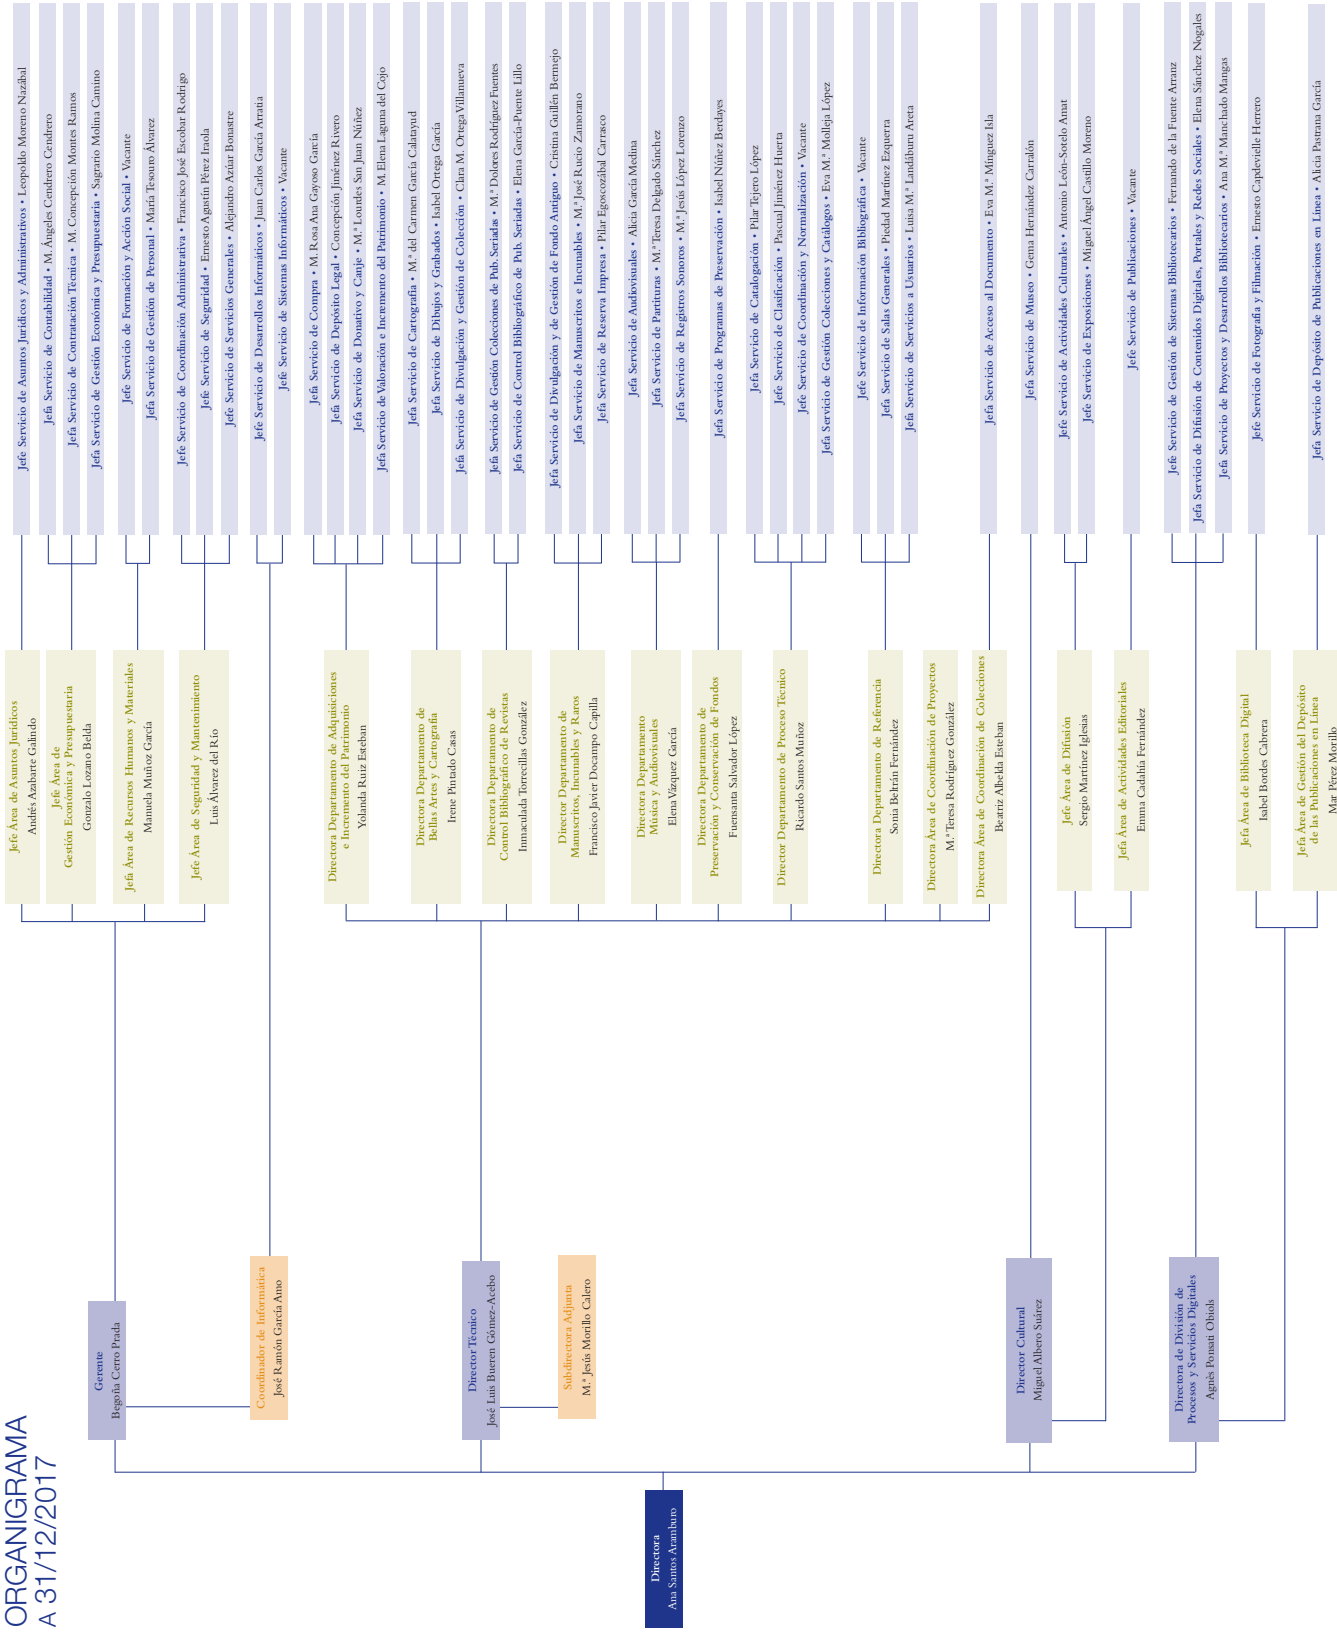 ORGANIGRAMA
A 31/12/2017
Directora
Ana Santos Aramburo
Gerente
Begoña Cerro Prada
Coordinador de Informática
José Ramón García Amo
Director Técnico
José Luis Bueren Gómez-Acebo
Subdirectora Adjunta
M.ª Jesús Morillo Calero
Director Cultural
Miguel Albero Suárez
Directora de División de
Procesos y Servicios Digitales
Agnès Ponsati Obiols
Jefe Área de Asuntos Jurídicos
Andrés Azabarte Galindo
Jefe Área de
Gestión Económica y Presupuestaria
Gonzalo Lozano Belda
Jefa Área de Recursos Humanos y Materiales
Manuela Muñoz García
Jefe Área de Seguridad y Mantenimiento
Luis Álvarez del Río
Directora Departamento de Adquisiciones
e Incremento del Patrimonio
Yolanda Ruiz Esteban
Directora Departamento de
Bellas Artes y Cartografía
Irene Pintado Casas
Directora Departamento de
Control Bibliográfico de Revistas
Inmaculada Torrecillas González
Director Departamento de
Manuscritos, Incunables y Raros
Francisco Javier Docampo Capilla
Directora Departamento
Música y Audiovisuales
Elena Vázquez García
Directora Departamento de
Preservación y Conservación de Fondos
Fuensanta Salvador López
Director Departamento de Proceso Técnico
Ricardo Santos Muñoz
Directora Departamento de Referencia
Sonia Beltrán Fernández
Directora Área de Coordinación de Proyectos
M.ª Teresa Rodríguez González
Directora Área de Coordinación de Colecciones
Beatriz Albelda Esteban
Jefe Área de Difusión
Sergio Martínez Iglesias
Jefa Área de Actividades Editoriales
Emma Cadahía Fernández
Jefa Área de Biblioteca Digital
Isabel Bordes Cabrera
Jefa Área de Gestión del Depósito
de las Publicaciones en Línea
Mar Pérez Morillo
Jefe Servicio de Asuntos Jurídicos y Administrativos • Leopoldo Moreno Nazábal
Jefa Servicio de Contabilidad • M. Ángeles Cendrero Cendrero
Jefa Servicio de Contratación Técnica • M. Concepción Montes Ramos
Jefa Servicio de Gestión Económica y Presupuestaria • Sagrario Molina Camino
Jefe Servicio de Formación y Acción Social • Vacante
Jefa Servicio de Gestión de Personal • María Tesouro Álvarez
Jefe Servicio de Coordinación Administrativa • Francisco José Escobar Rodrigo
Jefe Servicio de Seguridad • Ernesto Agustín Pérez Iraola
Jefe Servicio de Servicios Generales • Alejandro Aznar Bonastre
Jefe Servicio de Desarrollos Informáticos • Juan Carlos García Arratia
Jefe Servicio de Sistemas Informáticos • Vacante
Jefa Servicio de Compra • M. Rosa Ana Gayoso García
Jefa Servicio de Depósito Legal • Concepción Jiménez Rivero
Jefa Servicio de Donativo y Canje • M.ª Lourdes San Juan Núñez
Jefa Servicio de Valoración e Incremento del Patrimonio • M. Elena Laguna del Cojo
Jefa Servicio de Cartografía • M.ª del Carmen García Calatayud
Jefa Servicio de Dibujos y Grabados • Isabel Ortega García
Jefa Servicio de Divulgación y Gestión de Colección • Clara M. Ortega Villanueva
Jefa Servicio de Gestión Colecciones de Pub. Seriadas • M.ª Dolores Rodríguez Fuentes
Jefa Servicio de Control Bibliográfico de Pub. Seriadas • Elena García-Puente Lillo
Jefa Servicio de Divulgación y de Gestión de Fondo Antiguo • Cristina Guillén Bermejo
Jefa Servicio de Manuscritos e Incunables • M.ª José Rucio Zamorano
Jefa Servicio de Reserva Impresa • Pilar Egoscozábal Carrasco
Jefa Servicio de Audiovisuales • Alicia García Medina
Jefa Servicio de Partituras • M.ª Teresa Delgado Sánchez
Jefa Servicio de Registros Sonoros • M.ª Jesús López Lorenzo
Jefa Servicio de Programas de Preservación • Isabel Núñez Berdayes
Jefa Servicio de Catalogación • Pilar Tejero López
Jefe Servicio de Clasificación • Pascual Jiménez Huerta
Jefe Servicio de Coordinación y Normalización • Vacante
Jefa Servicio de Gestión Colecciones y Catálogos • Eva M.ª Molleja López
Jefe Servicio de Información Bibliográfica • Vacante
Jefa Servicio de Salas Generales • Piedad Martínez Ezquerra
Jefa Servicio de Servicios a Usuarios • Luisa M.ª Landáburu Areta
Jefa Servicio de Acceso al Documento • Eva M.ª Mínguez Isla
Jefa Servicio de Museo • Gema Hernández Carralón
Jefe Servicio de Actividades Culturales • Antonio León-Sotelo Amat
Jefe Servicio de Exposiciones • Miguel Ángel Castillo Moreno
Jefe Servicio de Publicaciones • Vacante
Jefe Servicio de Gestión de Sistemas Bibliotecarios • Fernando de la Fuente Arranz
Jefa Servicio de Difusión de Contenidos Digitales, Portales y Redes Sociales • Elena Sánchez Nogales
Jefa Servicio de Proyectos y Desarrollos Bibliotecarios • Ana M.ª Manchado Mangas
Jefe Servicio de Fotografía y Filmación • Ernesto Capdevielle Herrero
Jefa Servicio de Depósito de Publicaciones en Línea • Alicia Pastrana García